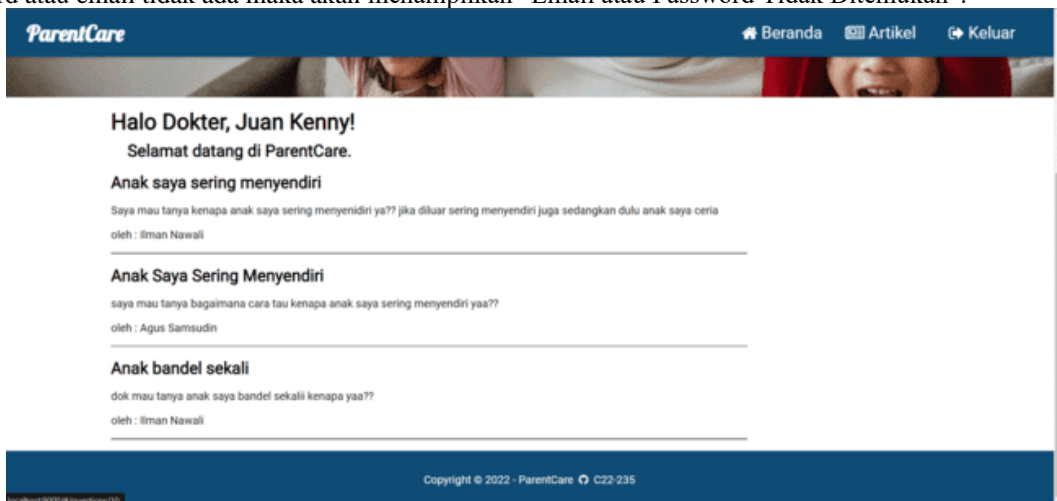 atau email tidak ada maka akan menampilkan "Email atau Password Tidak Ditemukan".
ParentCare
Beranda
Artikel
Keluar
Halo Dokter, Juan Kenny!
Selamat datang di ParentCare.
Anak saya sering menyendiri
Saya mau tanya kenapa anak saya sering menyenidiri ya?? jika diluar sering menyendiri juga sedangkan dulu anak saya ceria
oleh : Ilman Nawali
Anak Saya Sering Menyendiri
saya mau tanya bagaimana cara tau kenapa anak saya sering menyendiri yaa??
oleh : Agus Samsudin
Anak bandel sekali
dok mau tanya anak saya bandel sekalii kenapa yaa??
oleh : Ilman Nawali
Copyright © 2022 - ParentCare C22-235